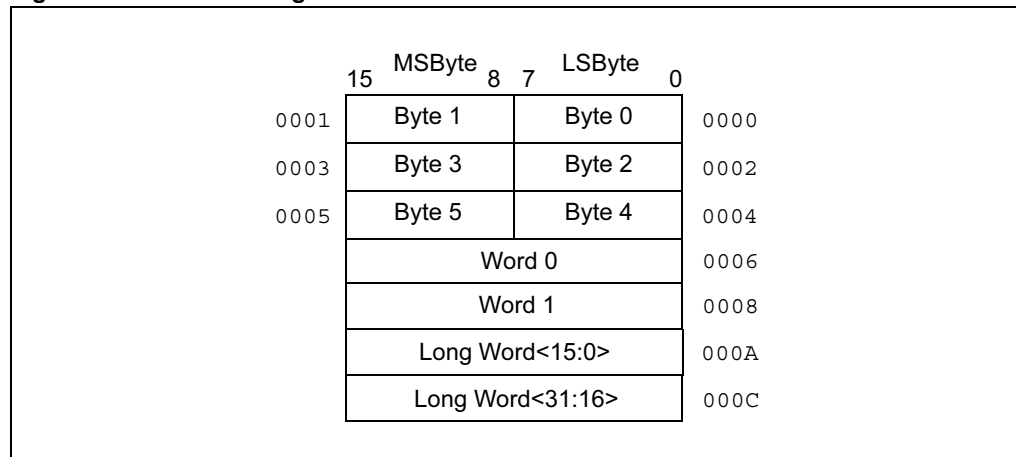 MSByte LSByte
15 8 7 0
0001 Byte 1 Byte 0 0000
0003 Byte 3 Byte 2 0002
0005 Byte 5 Byte 4 0004
Word 0 0006
Word 1 0008
Long Word<15:0> 000A
Long Word<31:16> 000C